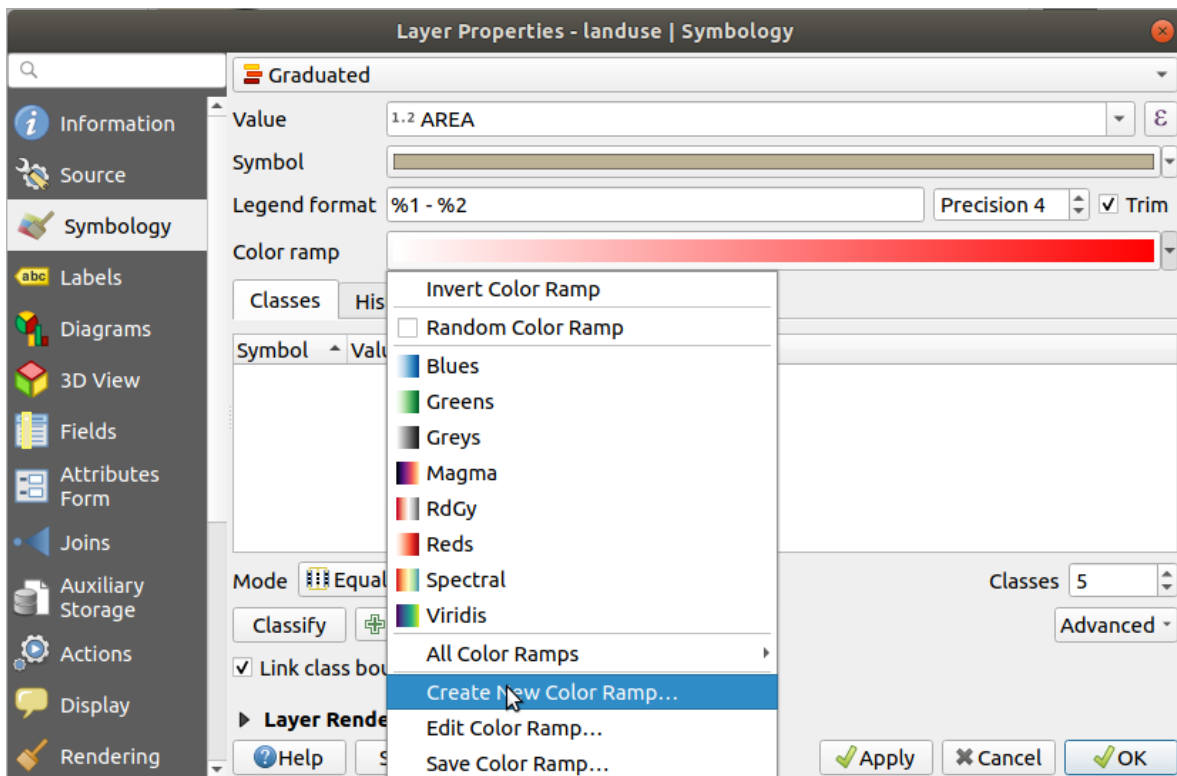 Layer Properties - landuse | Symbology
Graduated
Information
Value
1.2 AREA
ε
Source
Symbol
Symbology
Legend format
%1 - %2
Precision 4
Trim
Color ramp
Labels
Invert Color Ramp
Classes
His
Diagrams
Random Color Ramp
Symbol
Valu
Blues
3D View
Greens
Fields
Greys
Attributes
Form
Magma
RdGy
Joins
Reds
Auxiliary
Storage
Mode
Equal
Spectral
Classes
5
Classify
Viridis
Advanced
Actions
All Color Ramps
Link class bou
Create New Color Ramp...
Display
Layer Rende
Edit Color Ramp...
Rendering
Help
S
Save Color Ramp...
Apply
Cancel
OK
abc